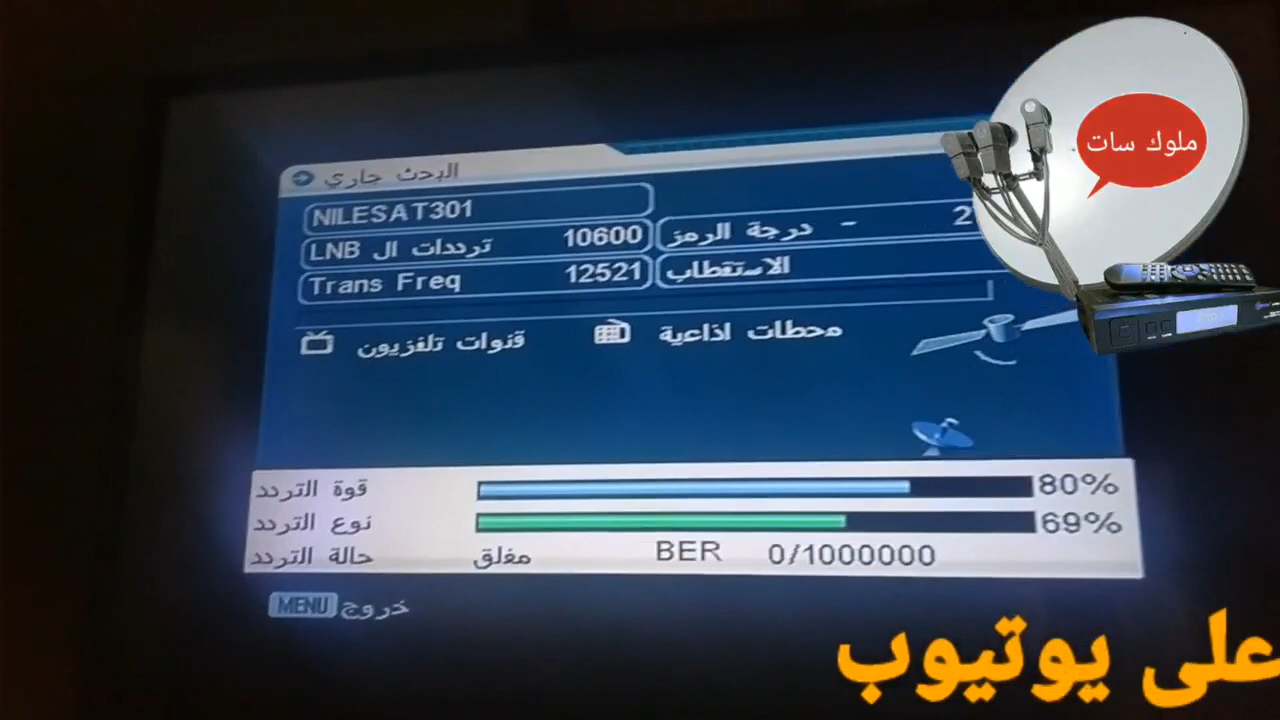 ملوك سات
البحث جاري
NILESAT301
LNB ترددات ال 10600 درجة الرمز - 2
Trans Freq 12521 الاستقطاب
قنوات تلفزيون محطات اذاعية
قوة التردد 80%
نوع التردد 69%
حالة التردد مغلق BER 0/1000000
MENU خروج
على يوتيوب